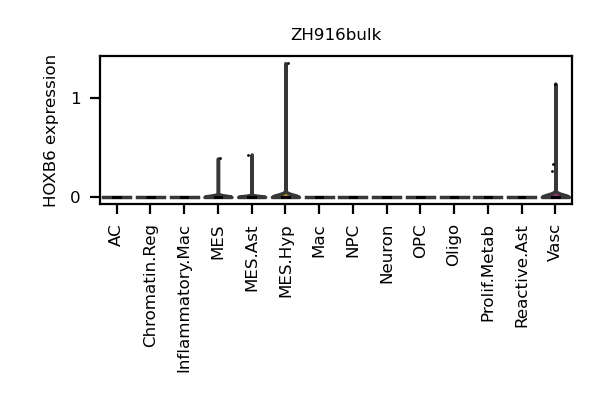 ZH916bulk
HOXB6 expression
1
0
AC
Chromatin.Reg
Inflammatory.Mac
MES
MES.Ast
MES.Hyp
Mac
NPC
Neuron
OPC
Oligo
Prolif.Metab
Reactive.Ast
Vasc